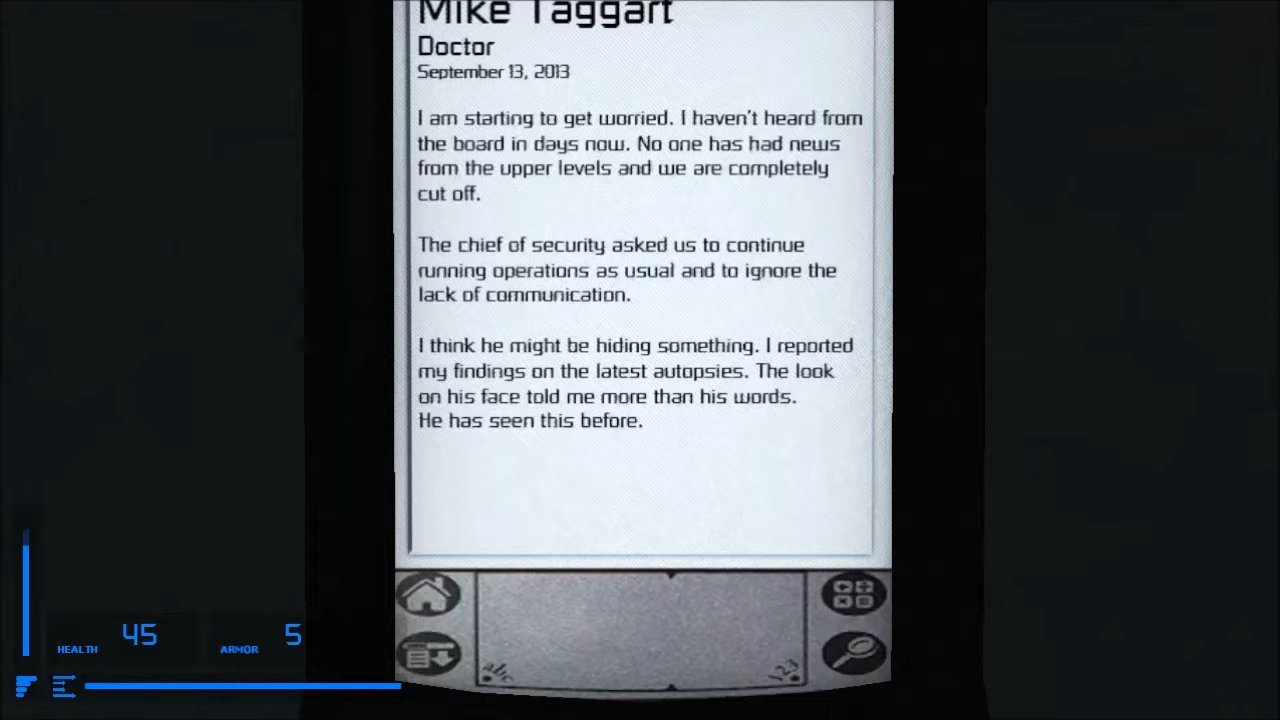 Mike Taggart
Doctor
September 13, 2013
I am starting to get worried. I haven't heard from
the board in days now. No one has had news
from the upper levels and we are completely
cut off.
The chief of security asked us to continue
running operations as usual and to ignore the
lack of communication.
I think he might be hiding something. I reported
my findings on the latest autopsies. The look
on his face told me more than his words.
He has seen this before.
abc
123
HEALTH 45 ARMOR 5